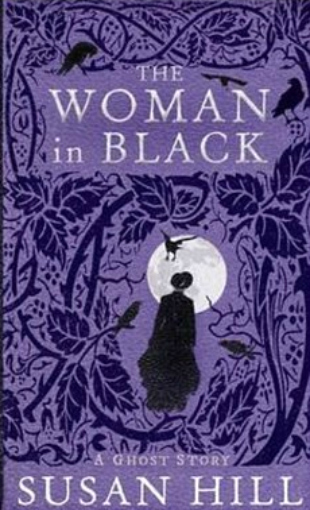 THE
WOMAN
in BLACK
A GHOST STORY
SUSAN HILL